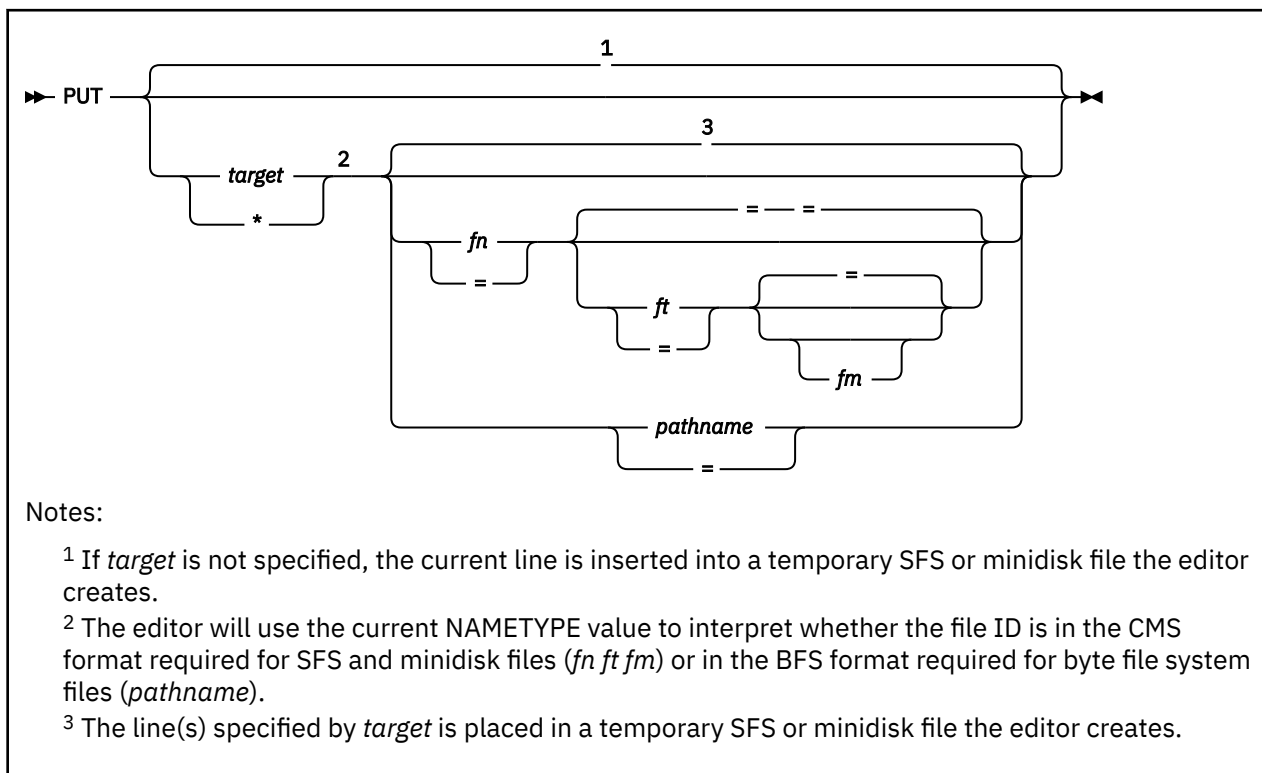 1
PUT
3
target 2
*
= =
fn
=
=
ft
=
fm
pathname
=
Notes:
1 If target is not specified, the current line is inserted into a temporary SFS or minidisk file the editor
creates.
2 The editor will use the current NAMETYPE value to interpret whether the file ID is in the CMS
format required for SFS and minidisk files (fn ft fm) or in the BFS format required for byte file system
files (pathname).
3 The line(s) specified by target is placed in a temporary SFS or minidisk file the editor creates.